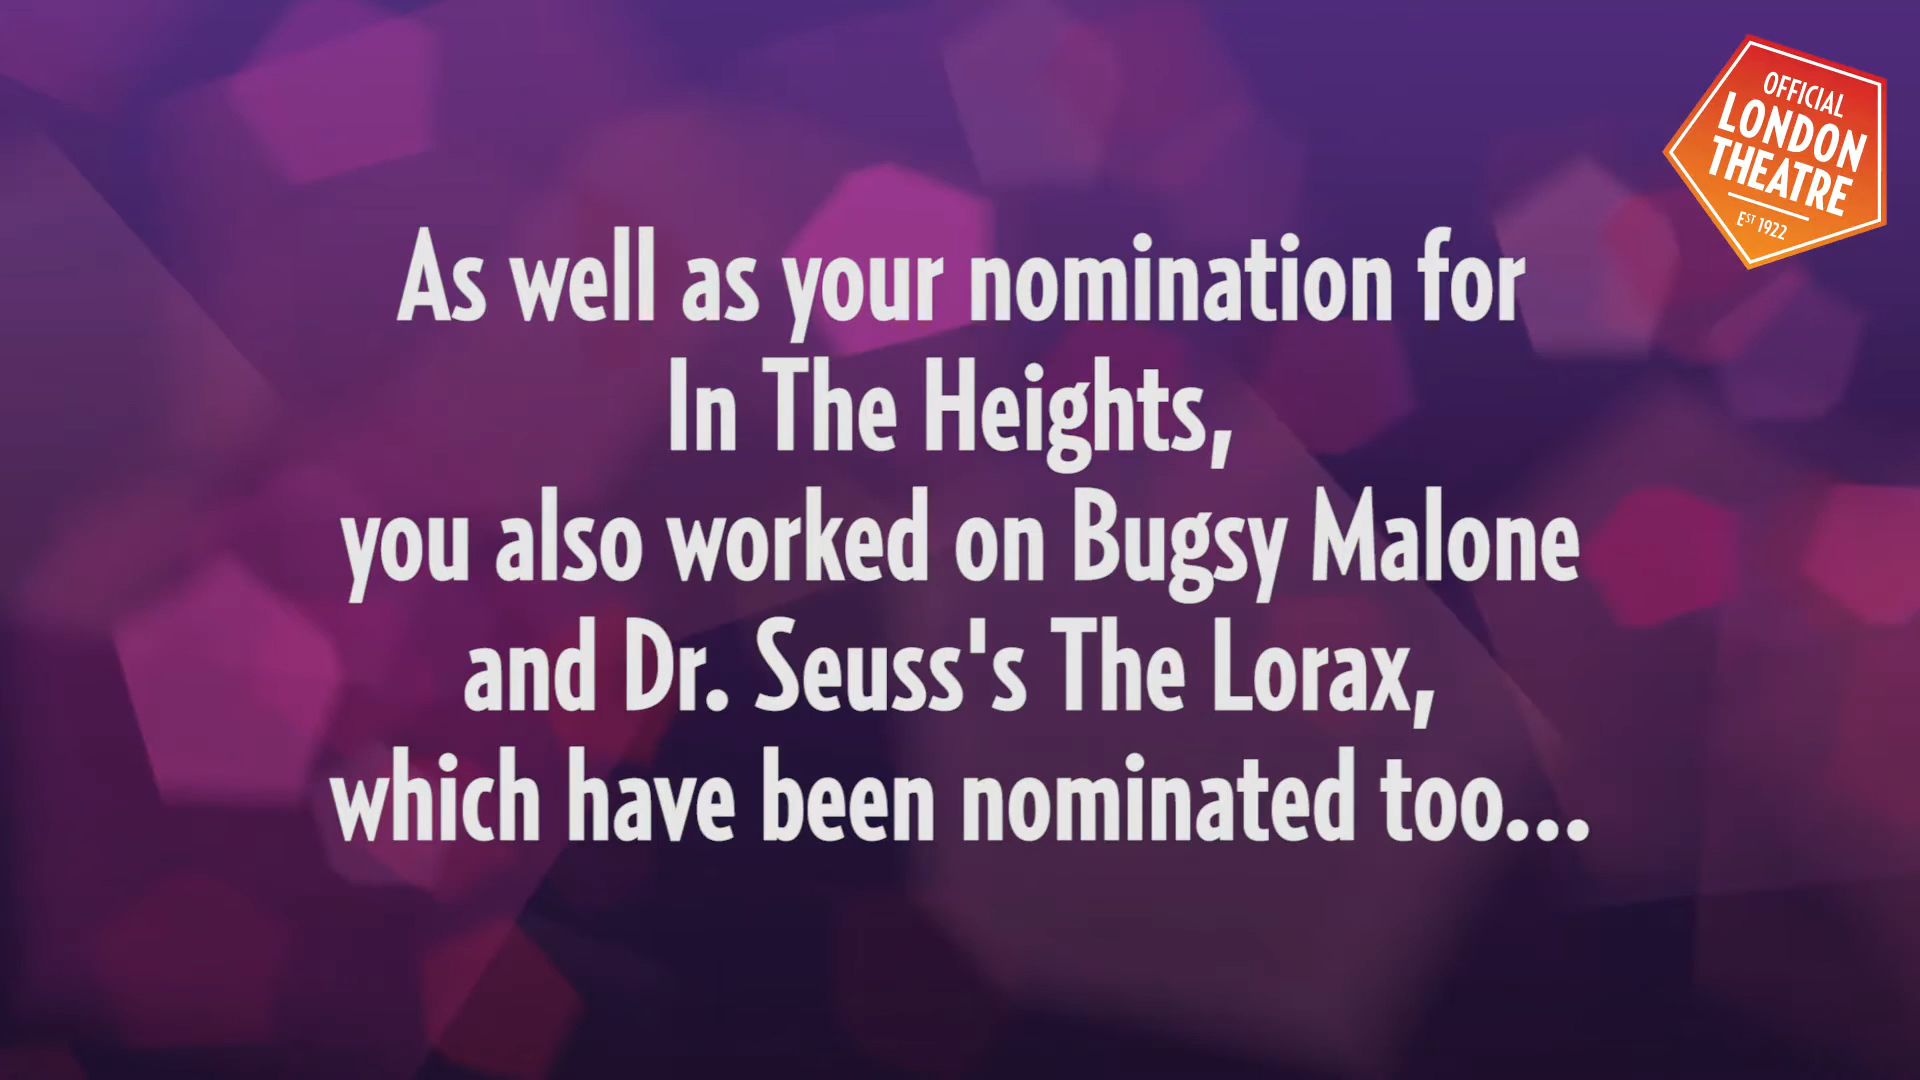 OFFICIAL
LONDON
THEATRE
EST 1922
As well as your nomination for
In The Heights,
you also worked on Bugsy Malone
and Dr. Seuss's The Lorax,
which have been nominated too...